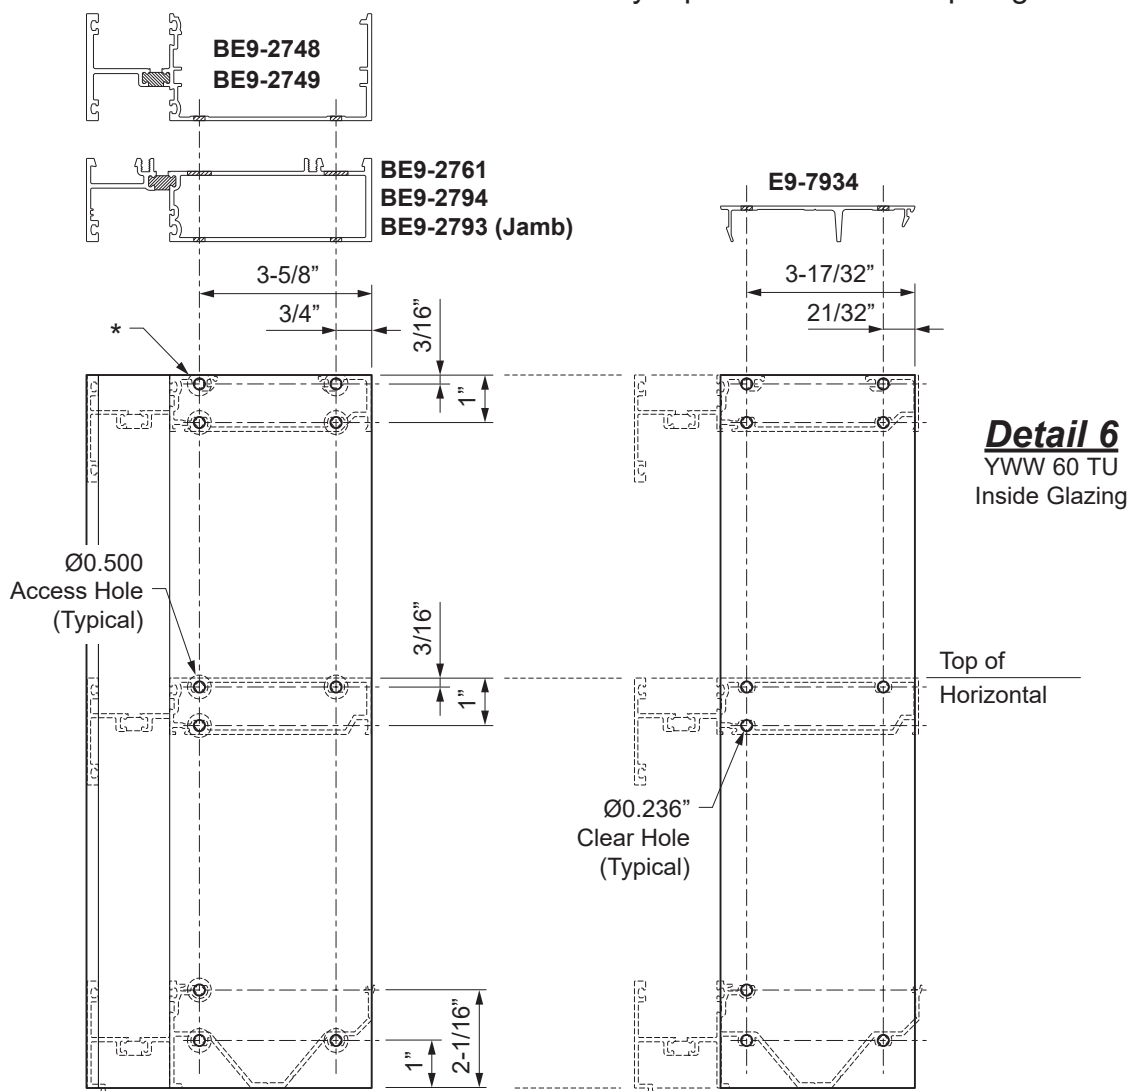 BE9-2748
BE9-2749
BE9-2761
BE9-2794
BE9-2793 (Jamb)
E9-7934
3-5/8”
3/4”
3/16”
1”
3-17/32”
21/32”
*
Detail 6
YWW 60 TU
Inside Glazing
Ø0.500
Access Hole
(Typical)
3/16”
1”
Top of
Horizontal
Ø0.236”
Clear Hole
(Typical)
1”
2-1/16”